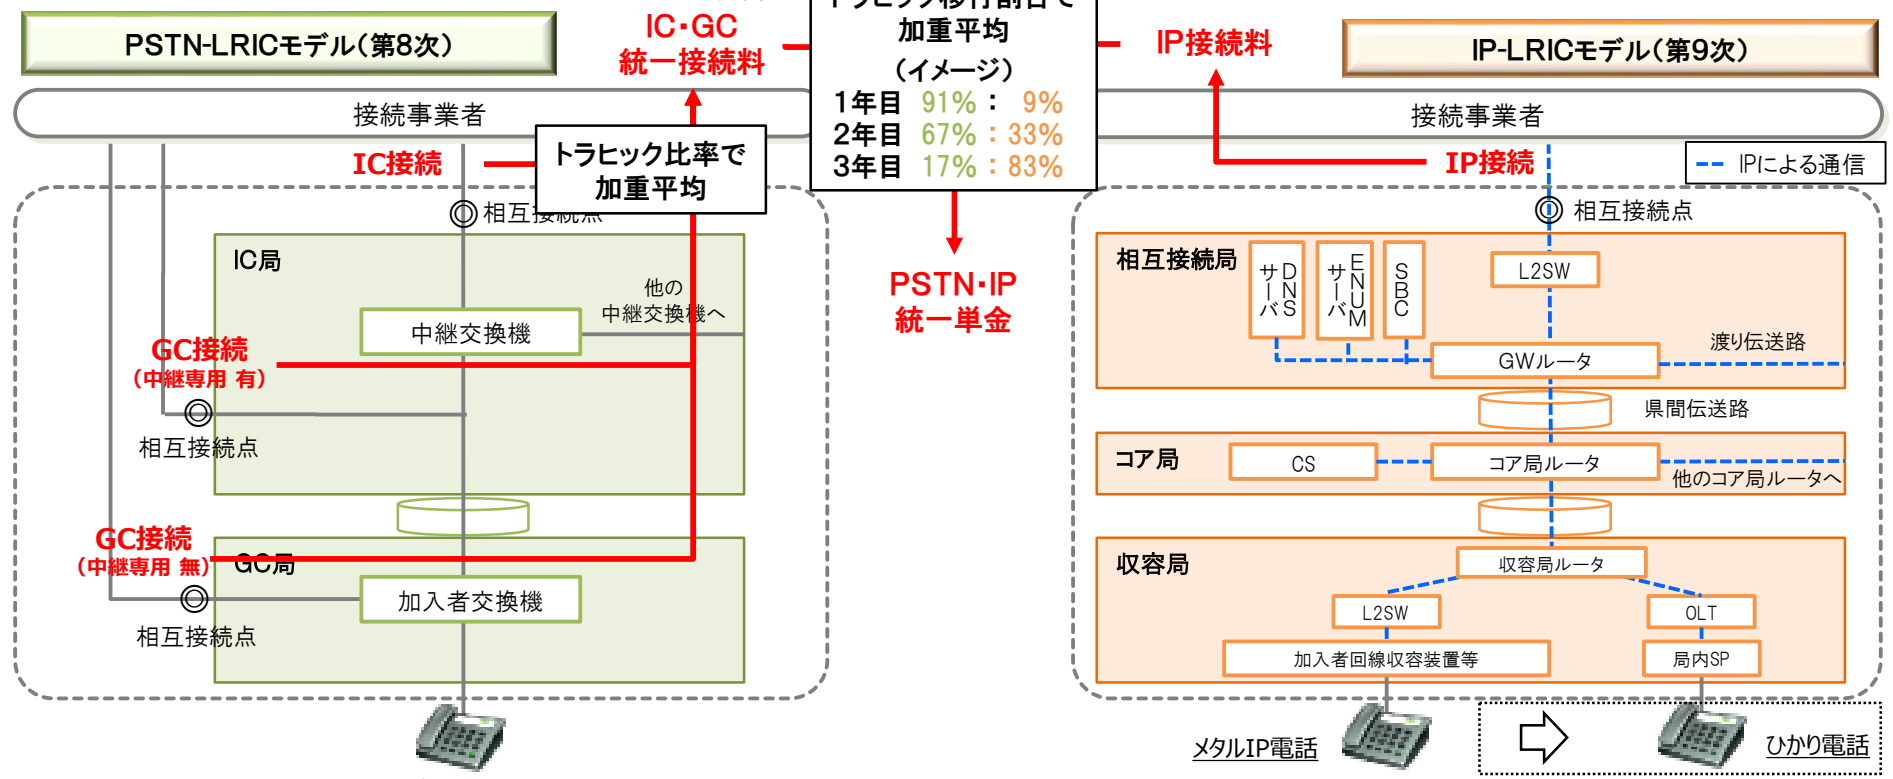 PSTN-LRICモデル（第8次）
IC・GC
統一接続料
トラヒック移行割合で
加重平均
（イメージ）
1年目 91% : 9%
2年目 67% : 33%
3年目 17% : 83%
IP接続料
IP-LRICモデル（第9次）
接続事業者
IC接続
トラヒック比率で
加重平均
相互接続点
IC局
他の
中継交換機へ
中継交換機
GC接続
（中継専用 有）
相互接続点
GC接続
（中継専用 無）
GC局
加入者交換機
相互接続点
PSTN・IP
統一単金
接続事業者
IP接続
IPによる通信
相互接続点
相互接続局
DNS
サーバ
ENUM
サーバ
SBC
L2SW
GWルータ
渡り伝送路
県間伝送路
コア局
CS
コア局ルータ
他のコア局ルータへ
収容局
収容局ルータ
L2SW
OLT
加入者回線収容装置等
局内SP
メタルIP電話
ひかり電話